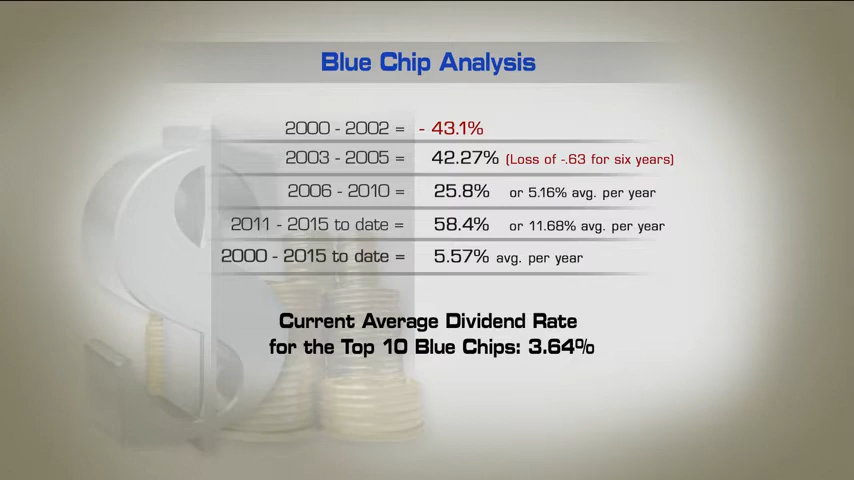 Blue Chip Analysis
2000 - 2002 = - 43.1%
2003 - 2005 = 42.27% (Loss of -.63 for six years)
2006 - 2010 = 25.8% or 5.16% avg. per year
2011 - 2015 to date = 58.4% or 11.68% avg. per year
2000 - 2015 to date = 5.57% avg. per year
Current Average Dividend Rate
for the Top 10 Blue Chips: 3.64%